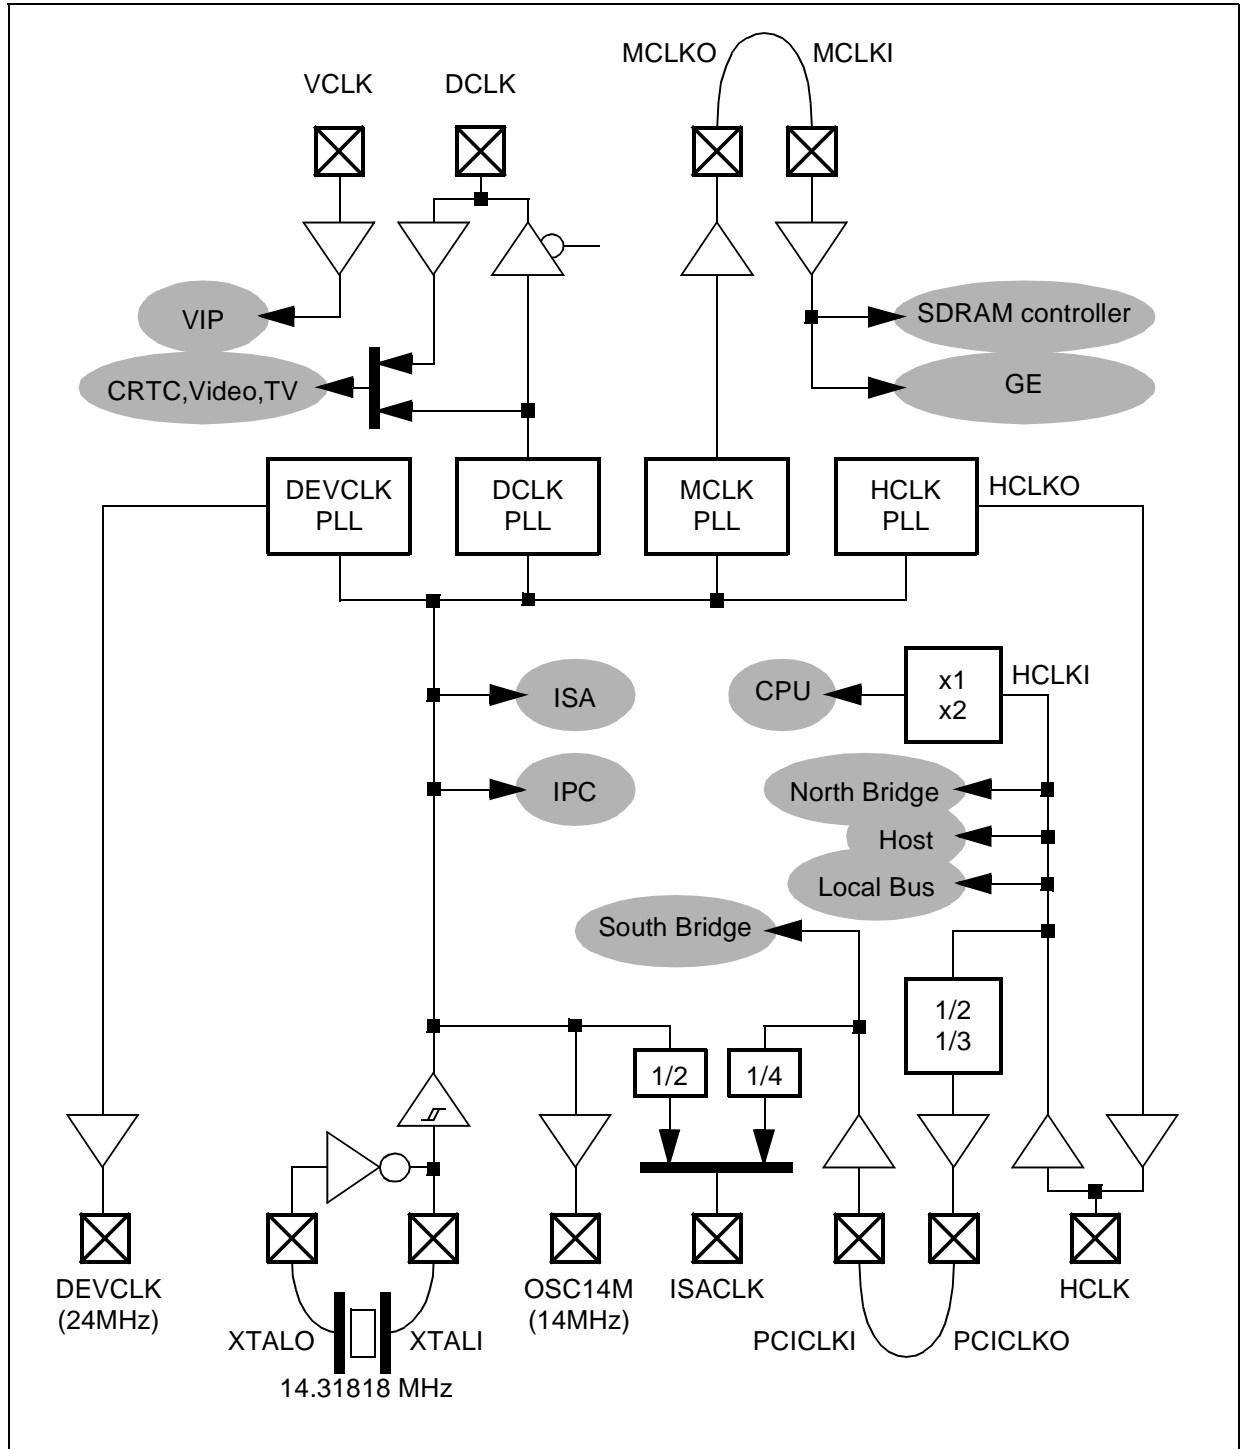 MCLKO
MCLKI
VCLK
DCLK
VIP
SDRAM controller
CRTC,Video,TV
GE
DEVCLK
PLL
DCLK
PLL
MCLK
PLL
HCLK
PLL
HCLKO
ISA
CPU
x1
x2
HCLKI
IPC
North Bridge
Host
Local Bus
South Bridge
1/2
1/3
1/2
1/4
DEVCLK
(24MHz)
OSC14M
(14MHz)
ISACLK
HCLK
XTALO
XTALI
PCICLKI
PCICLKO
14.31818 MHz